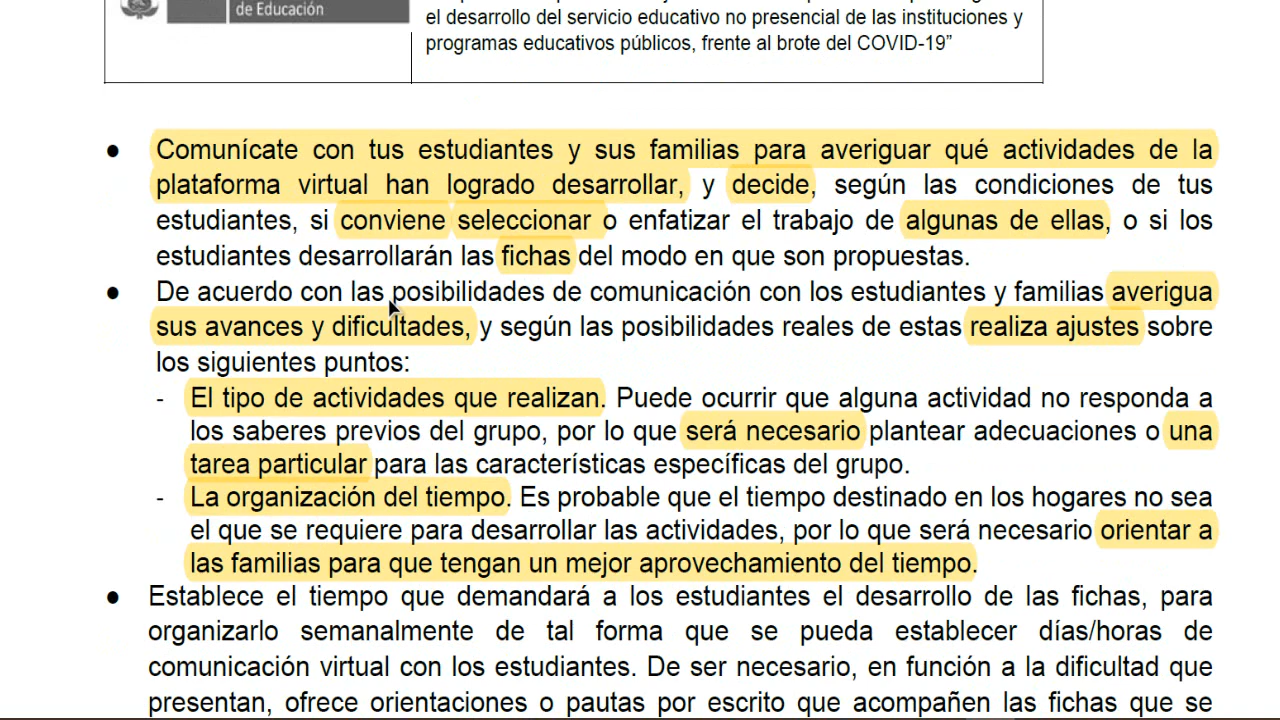 de Educación
el desarrollo del servicio educativo no presencial de las instituciones y
programas educativos públicos, frente al brote del COVID-19”
● Comunícate con tus estudiantes y sus familias para averiguar qué actividades de la
plataforma virtual han logrado desarrollar, y decide, según las condiciones de tus
estudiantes, si conviene seleccionar o enfatizar el trabajo de algunas de ellas, o si los
estudiantes desarrollarán las fichas del modo en que son propuestas.
● De acuerdo con las posibilidades de comunicación con los estudiantes y familias averigua
sus avances y dificultades, y según las posibilidades reales de estas realiza ajustes sobre
los siguientes puntos:
- El tipo de actividades que realizan. Puede ocurrir que alguna actividad no responda a
los saberes previos del grupo, por lo que será necesario plantear adecuaciones o una
tarea particular para las características específicas del grupo.
- La organización del tiempo. Es probable que el tiempo destinado en los hogares no sea
el que se requiere para desarrollar las actividades, por lo que será necesario orientar a
las familias para que tengan un mejor aprovechamiento del tiempo.
● Establece el tiempo que demandará a los estudiantes el desarrollo de las fichas, para
organizarlo semanalmente de tal forma que se pueda establecer días/horas de
comunicación virtual con los estudiantes. De ser necesario, en función a la dificultad que
presentan, ofrece orientaciones o pautas por escrito que acompañen las fichas que se